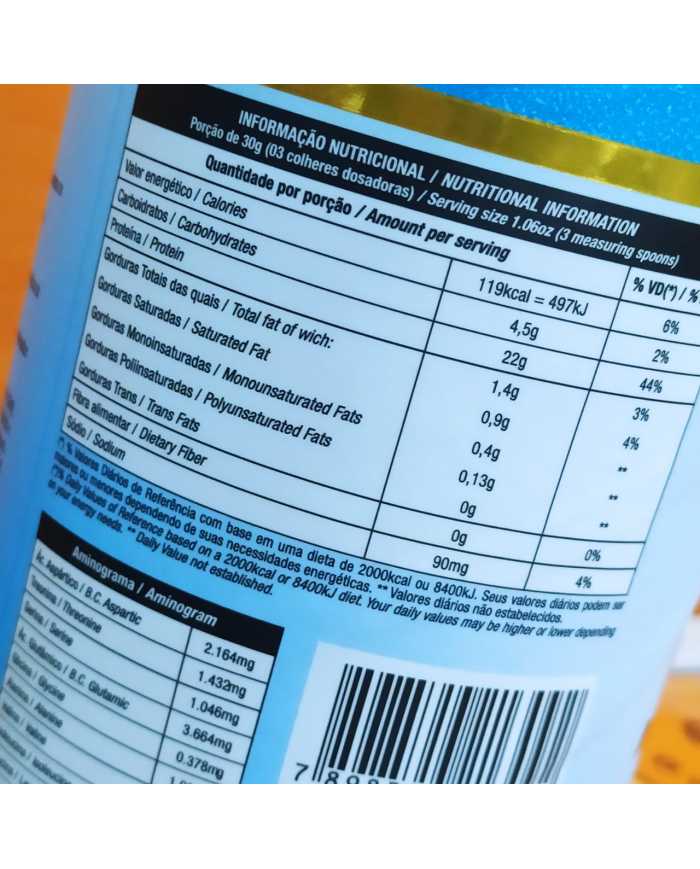 INFORMAÇÃO NUTRICIONAL / NUTRITIONAL INFORMATION
Porção de 30g (03 colheres dosadoras) / Serving size 1.06oz (3 measuring spoons)
Quantidade por porção / Amount per serving % VD(*) / %
Valor energético / Calories 119kcal = 497kJ 6%
Carboidratos / Carbohydrates 4,5g 2%
Proteína / Protein 22g 44%
Gorduras Totais das quais / Total fat of wich: 1,4g 3%
Gorduras Saturadas / Saturated Fat 0,9g 4%
Gorduras Monoinsaturadas / Monounsaturated Fats 0,4g **
Gorduras Poliinsaturadas / Polyunsaturated Fats 0,13g **
Gorduras Trans / Trans Fats 0g **
Fibra alimentar / Dietary Fiber 0g 0%
Sódio / Sodium 90mg 4%
(*) % Valores Diários de Referência com base em uma dieta de 2000kcal ou 8400kJ. Seus valores diários podem ser
maiores ou menores dependendo de suas necessidades energéticas. ** Valores diários não estabelecidos.
(*)% Daily Values of Reference based on a 2000kcal or 8400kJ diet. Your daily values may be higher or lower depending
on your energy needs. ** Daily Value not established.
Aminograma / Aminogram
Ác. Aspártico / B.C. Aspartic 2.164mg
Treonina / Threonine 1.432mg
Serina / Serine 1.046mg
Ác. Glutâmico / B.C. Glutamic 3.664mg
Glicina / Glycine 0.378mg
Alanina / Alanine
Valina / Valine
7